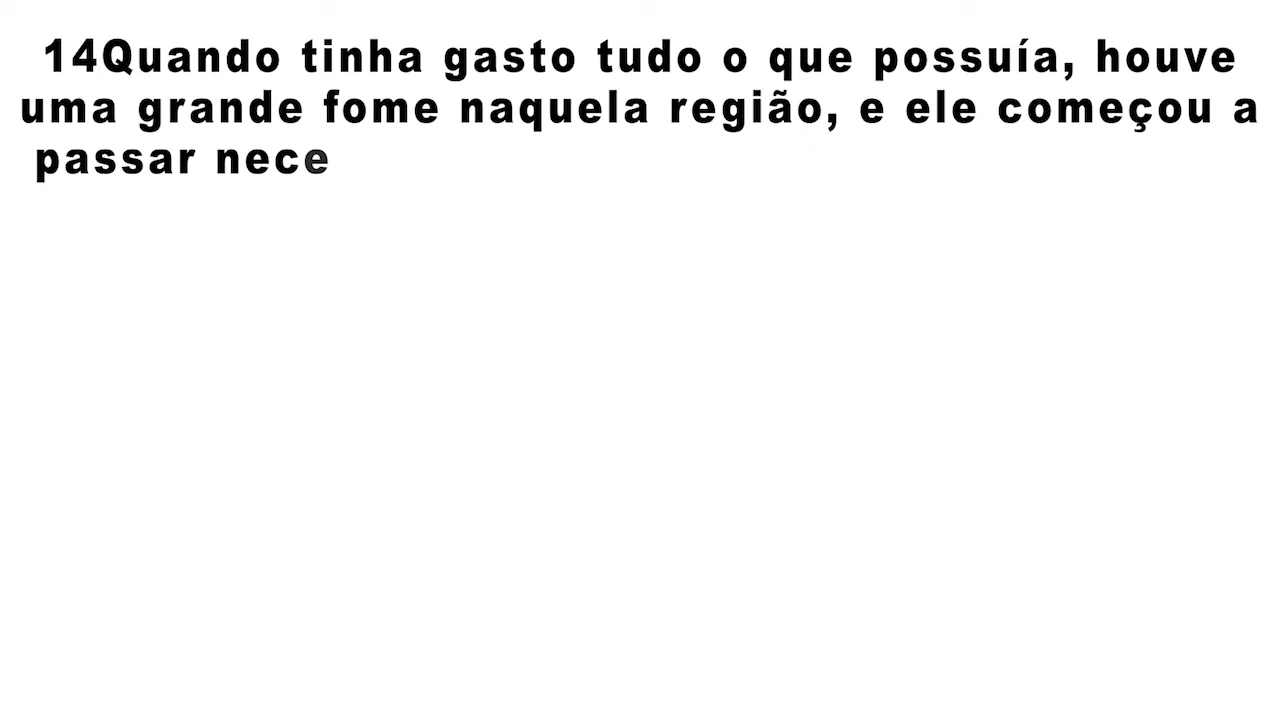 14Quando tinha gasto tudo o que possuía, houve
uma grande fome naquela região, e ele começou a
passar nece